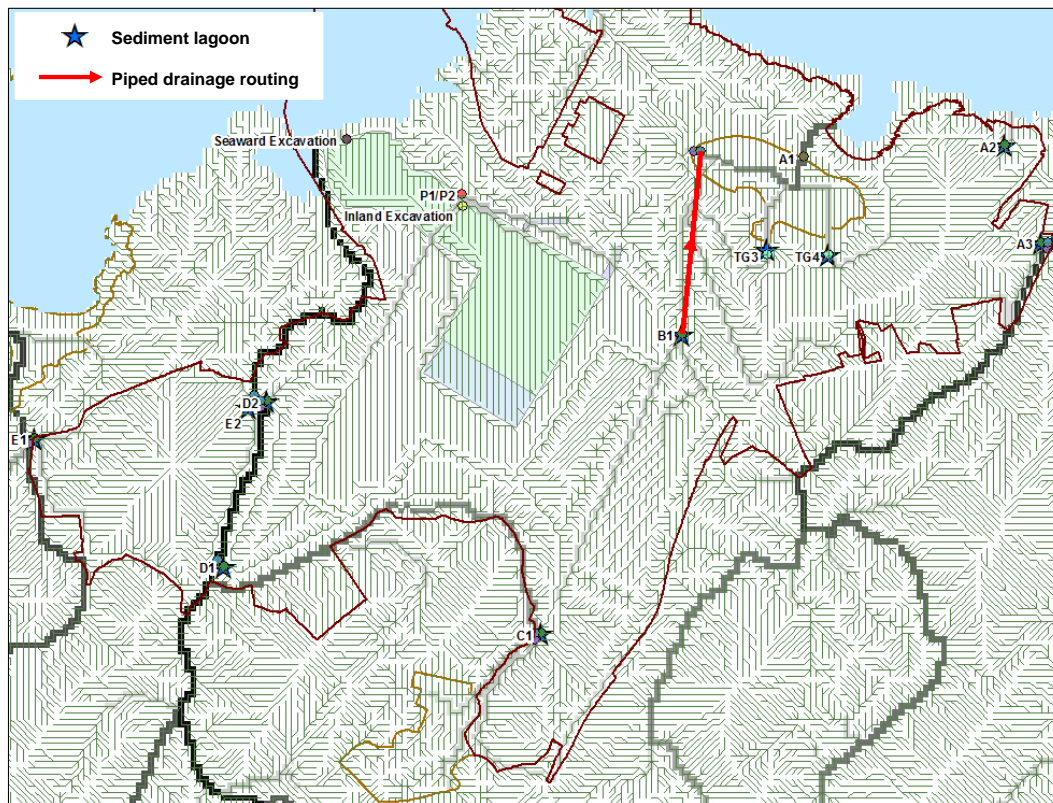 Sediment lagoon
Piped drainage routing
Seaward Excavation
A1
A2
P1/P2
Inland Excavation
A3
TG3
TG4
B1
D2
E2
E1
D1
C1